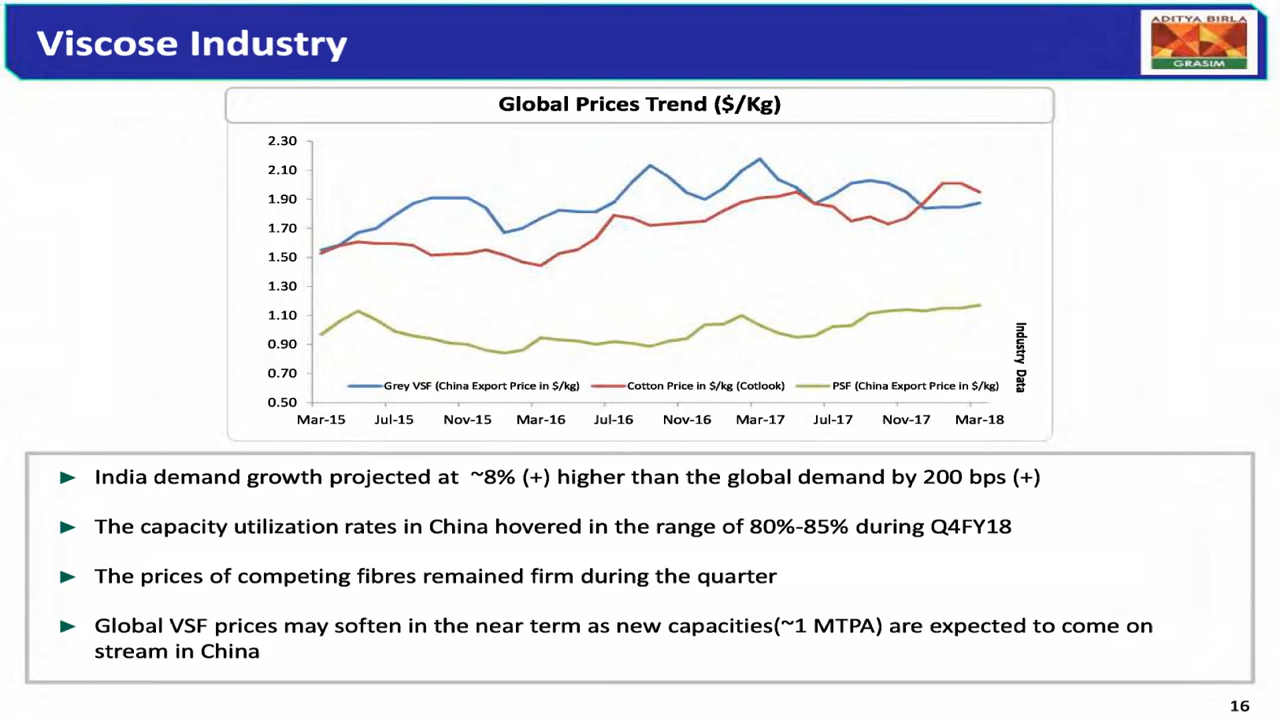 Viscose Industry
ADITYA BIRLA
GRASIM
Global Prices Trend ($/Kg)
2.30
2.10
1.90
1.70
1.50
1.30
1.10
0.90
0.70
0.50
Industry Data
Grey VSF (China Export Price in $/kg)
Cotton Price in $/kg (Cotlook)
PSF (China Export Price in $/kg)
Mar-15 Jul-15 Nov-15 Mar-16 Jul-16 Nov-16 Mar-17 Jul-17 Nov-17 Mar-18
► India demand growth projected at ~8% (+) higher than the global demand by 200 bps (+)
► The capacity utilization rates in China hovered in the range of 80%-85% during Q4FY18
► The prices of competing fibres remained firm during the quarter
► Global VSF prices may soften in the near term as new capacities(~1 MTPA) are expected to come on
stream in China
16